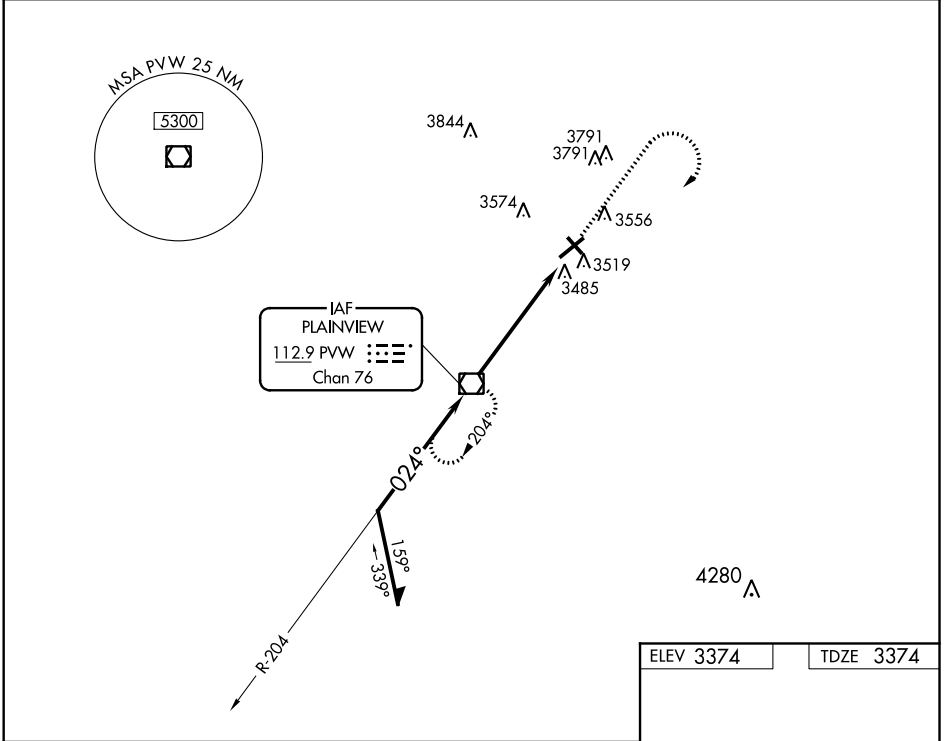 MSA PVW 25 NM
5300
3844
3791
3791
3574
3556
3519
3485
IAF
PLAINVIEW
112.9 PVW
Chan 76
204°
024°
159°
339°
R-204
4280
ELEV 3374
TDZE 3374